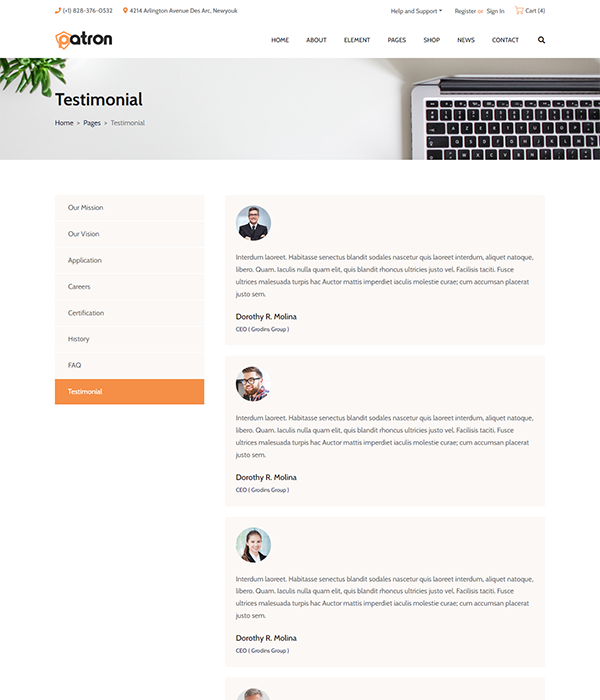 (+1) 828-376-0532 4214 Arlington Avenue Des Arc, Newyouk Help and Support Register or Sign In Cart (4)
patron HOME ABOUT ELEMENT PAGES SHOP NEWS CONTACT
Testimonial
Home > Pages > Testimonial
Our Mission
Our Vision
Application
Careers
Certification
History
FAQ
Testimonial
Interdum laoreet. Habitasse senectus blandit sodales nascetur quis laoreet interdum, aliquet natoque,
libero. Quam. Iaculis nulla quam elit, quis blandit rhoncus ultricies justo vel. Facilisis taciti. Fusce
ultrices malesuada turpis hac Auctor mattis imperdiet iaculis molestie curae; cum accumsan placerat
justo sem.
Dorothy R. Molina
CEO ( Grodins Group )
Interdum laoreet. Habitasse senectus blandit sodales nascetur quis laoreet interdum, aliquet natoque,
libero. Quam. Iaculis nulla quam elit, quis blandit rhoncus ultricies justo vel. Facilisis taciti. Fusce
ultrices malesuada turpis hac Auctor mattis imperdiet iaculis molestie curae; cum accumsan placerat
justo sem.
Dorothy R. Molina
CEO ( Grodins Group )
Interdum laoreet. Habitasse senectus blandit sodales nascetur quis laoreet interdum, aliquet natoque,
libero. Quam. Iaculis nulla quam elit, quis blandit rhoncus ultricies justo vel. Facilisis taciti. Fusce
ultrices malesuada turpis hac Auctor mattis imperdiet iaculis molestie curae; cum accumsan placerat
justo sem.
Dorothy R. Molina
CEO ( Grodins Group )